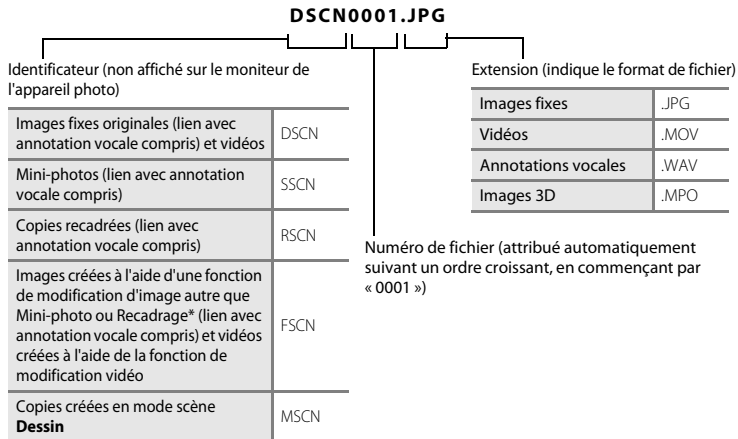 DSCN0001.JPG
Identificateur (non affiché sur le moniteur de
l'appareil photo)
Images fixes originales (lien avec
annotation vocale compris) et vidéos
DSCN
Mini-photos (lien avec annotation
vocale compris)
SSCN
Copies recadrées (lien avec
annotation vocale compris)
RSCN
Images créées à l'aide d'une fonction
de modification d'image autre que
Mini-photo ou Recadrage* (lien avec
annotation vocale compris) et vidéos
créées à l'aide de la fonction de
modification vidéo
FSCN
Copies créées en mode scène
Dessin
MSCN
Extension (indique le format de fichier)
Images fixes
.JPG
Vidéos
.MOV
Annotations vocales
.WAV
Images 3D
.MPO
Numéro de fichier (attribué automatiquement
suivant un ordre croissant, en commençant par
« 0001 »)